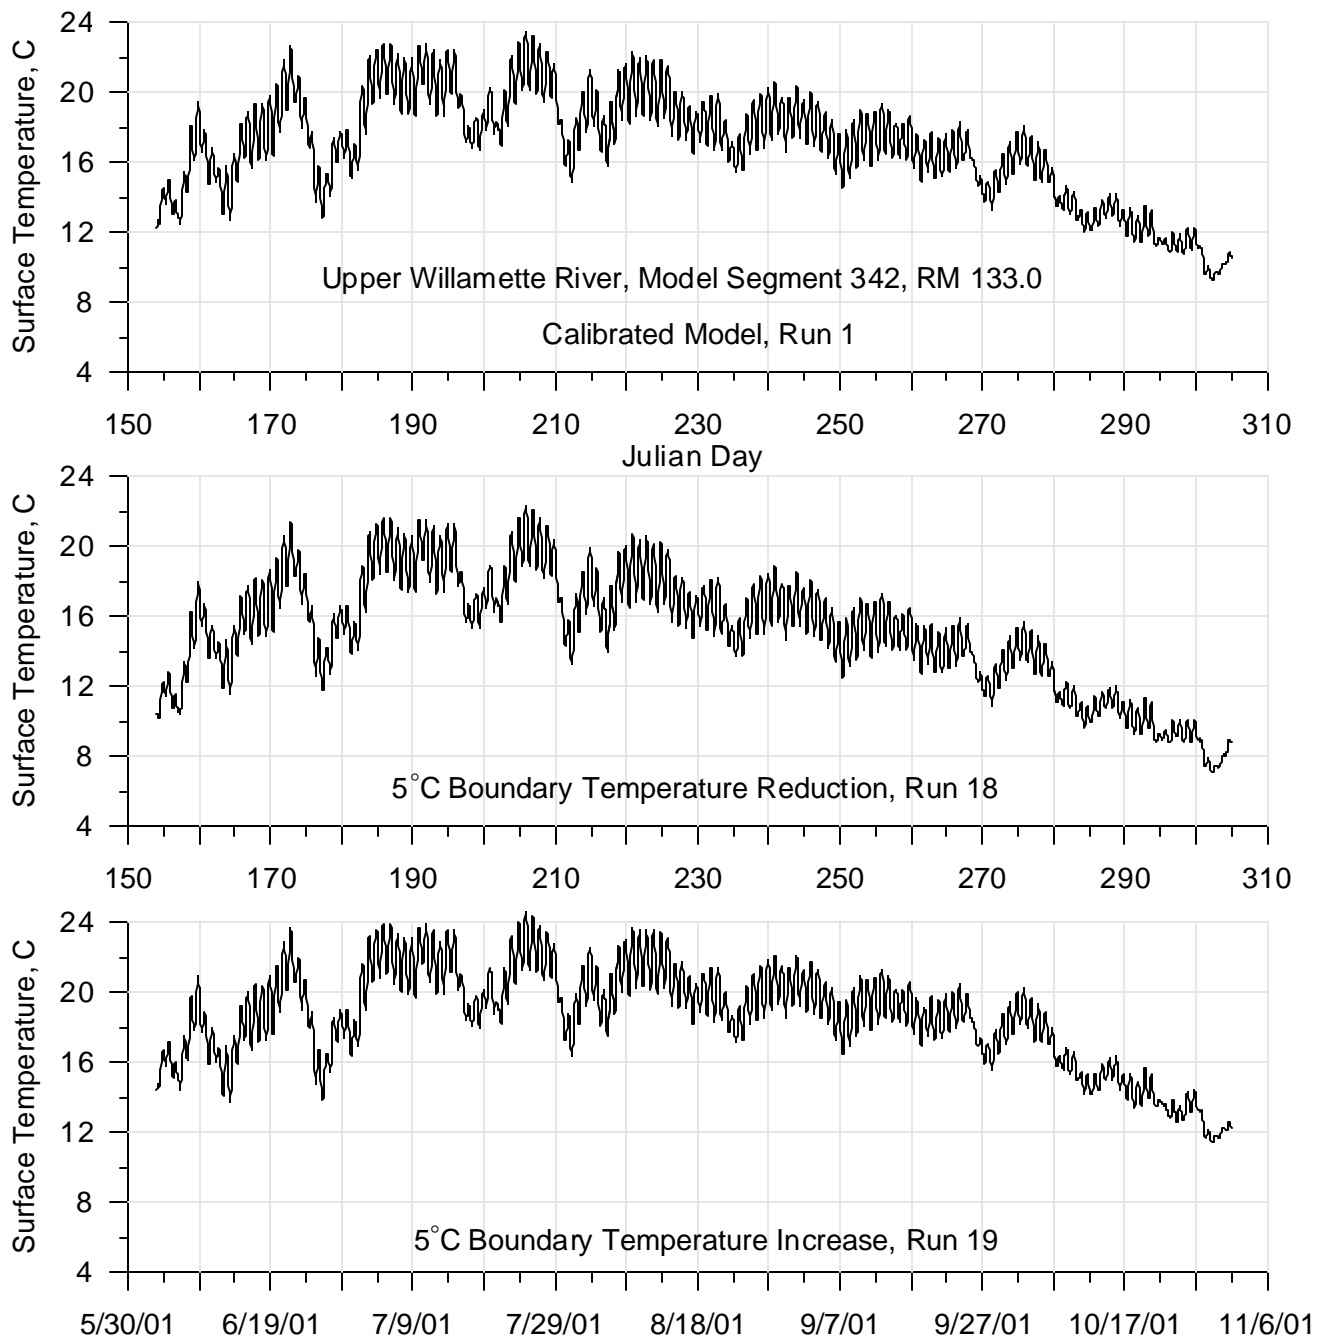 24
20
16
12
8
4
Surface Temperature, C
Upper Willamette River, Model Segment 342, RM 133.0
Calibrated Model, Run 1
150 170 190 210 230 250 270 290 310
Julian Day
24
20
16
12
8
4
Surface Temperature, C
5°C Boundary Temperature Reduction, Run 18
150 170 190 210 230 250 270 290 310
24
20
16
12
8
4
Surface Temperature, C
5°C Boundary Temperature Increase, Run 19
5/30/01 6/19/01 7/9/01 7/29/01 8/18/01 9/7/01 9/27/01 10/17/01 11/6/01